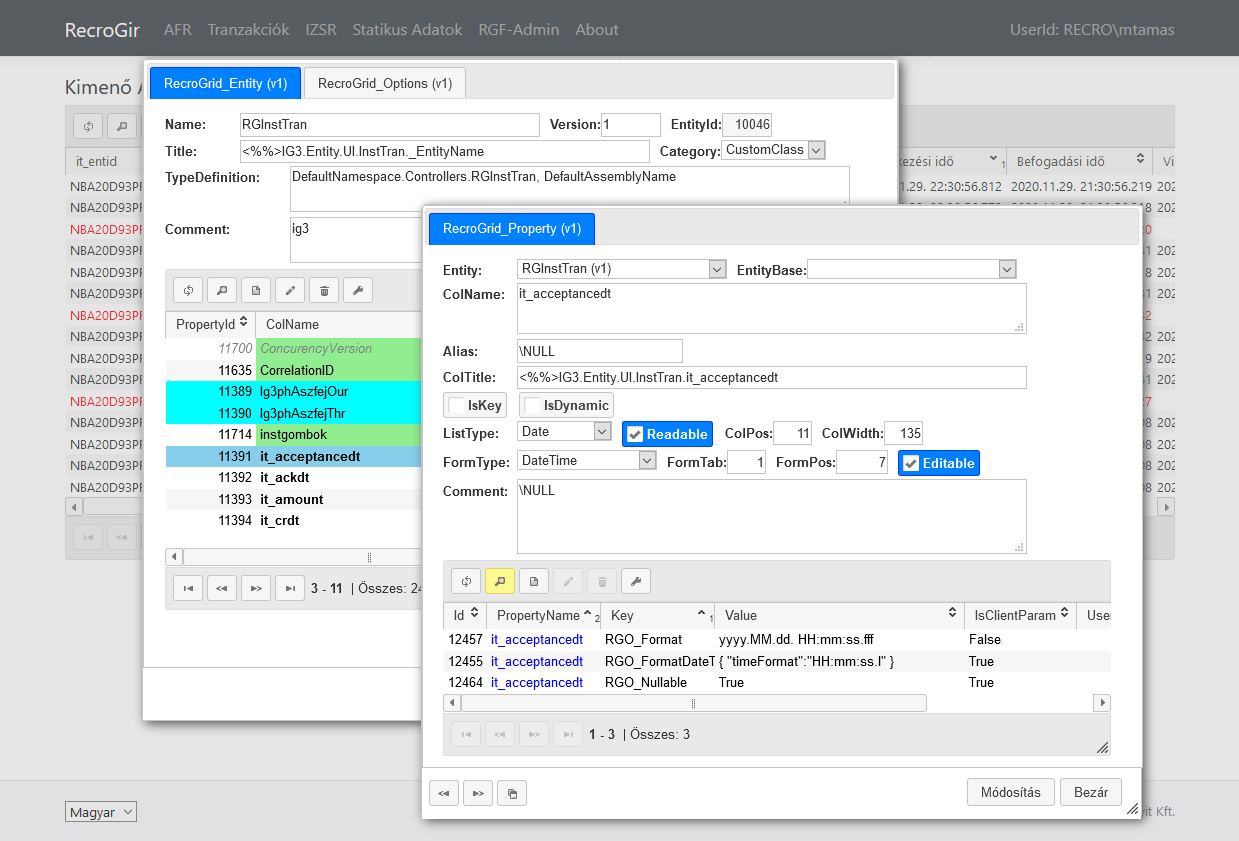 RecroGir AFR Tranzakciók IZSR Statikus Adatok RGF-Admin About UserId: RECRO\mtamas
Kimenő
it_entid
kezési idő 1 Befogadási idő Vi
NBA20D93PF
1.29. 22:30:56.812 2020.11.29. 21:30:56.219 202
NBA20D93PF
NBA20D93PF
NBA20D93PF
NBA20D93PF
NBA20D93PF
NBA20D93PF
NBA20D93PF
NBA20D93PF
NBA20D93PF
NBA20D93PF
NBA20D93PF
NBA20D93PF
NBA20D93PF
NBA20D93PF
RecroGrid_Entity (v1) RecroGrid_Options (v1)
Name: RGInstTran Version: 1 EntityId: 10046
Title: <%%>IG3.Entity.UI.InstTran._EntityName Category: CustomClass
TypeDefinition: DefaultNamespace.Controllers.RGInstTran, DefaultAssemblyName
Comment: ig3
PropertyId ColName
11700 ConcurencyVersion
11635 CorrelationID
11389 Ig3phAszfejOur
11390 Ig3phAszfejThr
11714 instgombok
11391 it_acceptancedt
11392 it_ackdt
11393 it_amount
11394 it_crdt
3 - 11 | Összes: 24
RecroGrid_Property (v1)
Entity: RGInstTran (v1) EntityBase:
ColName: it_acceptancedt
Alias: \NULL
ColTitle: <%%>IG3.Entity.UI.InstTran.it_acceptancedt
IsKey IsDynamic
ListType: Date Readable ColPos: 11 ColWidth: 135
FormType: DateTime FormTab: 1 FormPos: 7 Editable
Comment: \NULL
Id PropertyName 2 Key 1 Value IsClientParam Use
12457 it_acceptancedt RGO_Format yyyy.MM.dd. HH:mm:ss.fff False
12455 it_acceptancedt RGO_FormatDateT { "timeFormat":"HH:mm:ss.l" } True
12464 it_acceptancedt RGO_Nullable True True
1 - 3 | Összes: 3
Módosítás Bezár
Magyar
Kft.